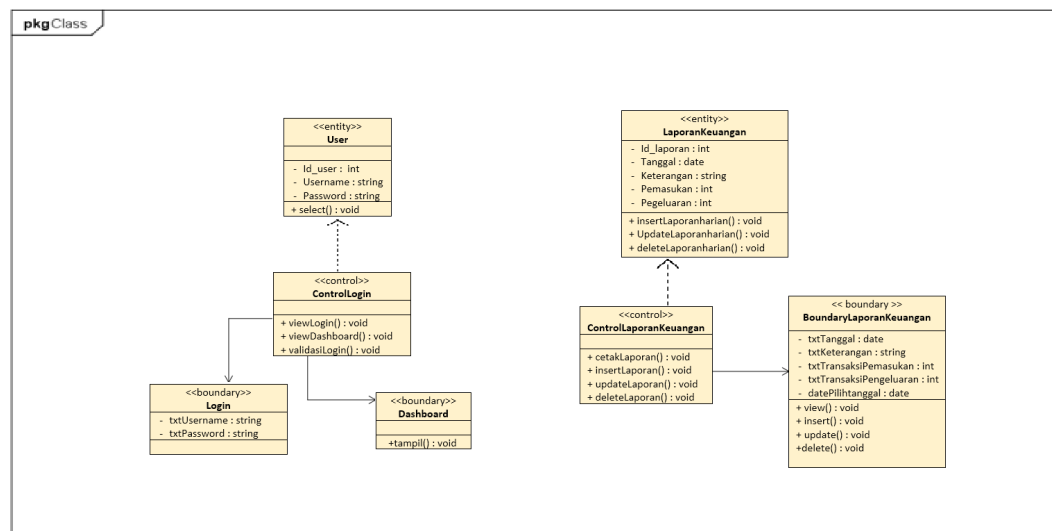 pkg Class
<<entity>>
User
- Id_user : int
- Username : string
- Password : string
+ select() : void
<<control>>
ControlLogin
+ viewLogin() : void
+ viewDashboard() : void
+ validasiLogin() : void
<<boundary>>
Login
- txtUsername : string
- txtPassword : string
<<boundary>>
Dashboard
+tampil() : void
<<entity>>
LaporanKeuangan
- Id_laporan : int
- Tanggal : date
- Keterangan : string
- Pemasukan : int
- Pegeluaran : int
+ insertLaporanharian() : void
+ UpdateLaporanharian() : void
+ deleteLaporanharian() : void
<<control>>
ControlLaporanKeuangan
+ cetakLaporan() : void
+ insertLaporan() : void
+ updateLaporan() : void
+ deleteLaporan() : void
<< boundary >>
BoundaryLaporanKeuangan
- txtTanggal : date
- txtKeterangan : string
- txtTransaksiPemasukan : int
- txtTransaksiPengeluaran : int
- datePilihtanggal : date
+ view() : void
+ insert() : void
+ update() : void
+delete() : void